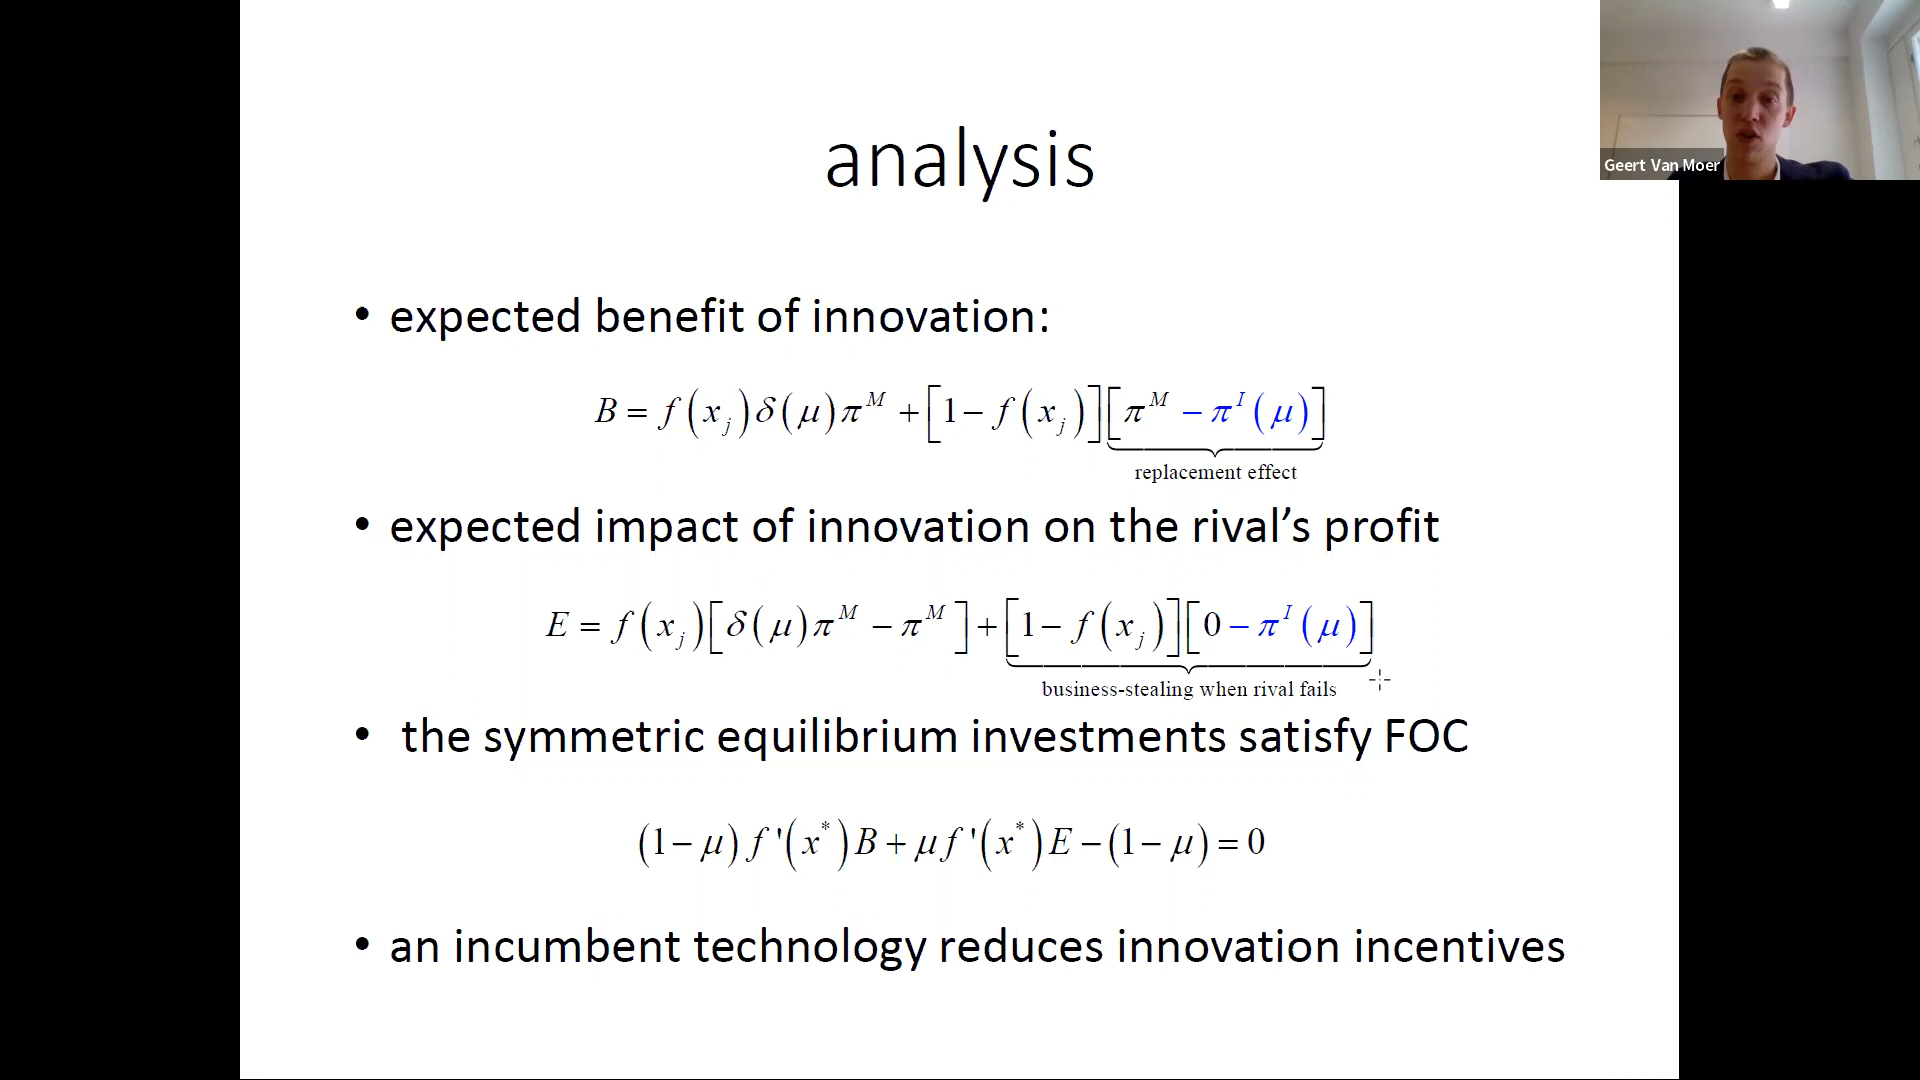 analysis
Geert Van Moer
• expected benefit of innovation:
B = f(x_j)δ(μ)π^M + [1 − f(x_j)][π^M − π^I(μ)]
replacement effect
• expected impact of innovation on the rival’s profit
E = f(x_j)[δ(μ)π^M − π^M] + [1 − f(x_j)][0 − π^I(μ)]
business-stealing when rival fails
• the symmetric equilibrium investments satisfy FOC
(1 − μ) f '(x^*) B + μ f '(x^*) E − (1 − μ) = 0
• an incumbent technology reduces innovation incentives